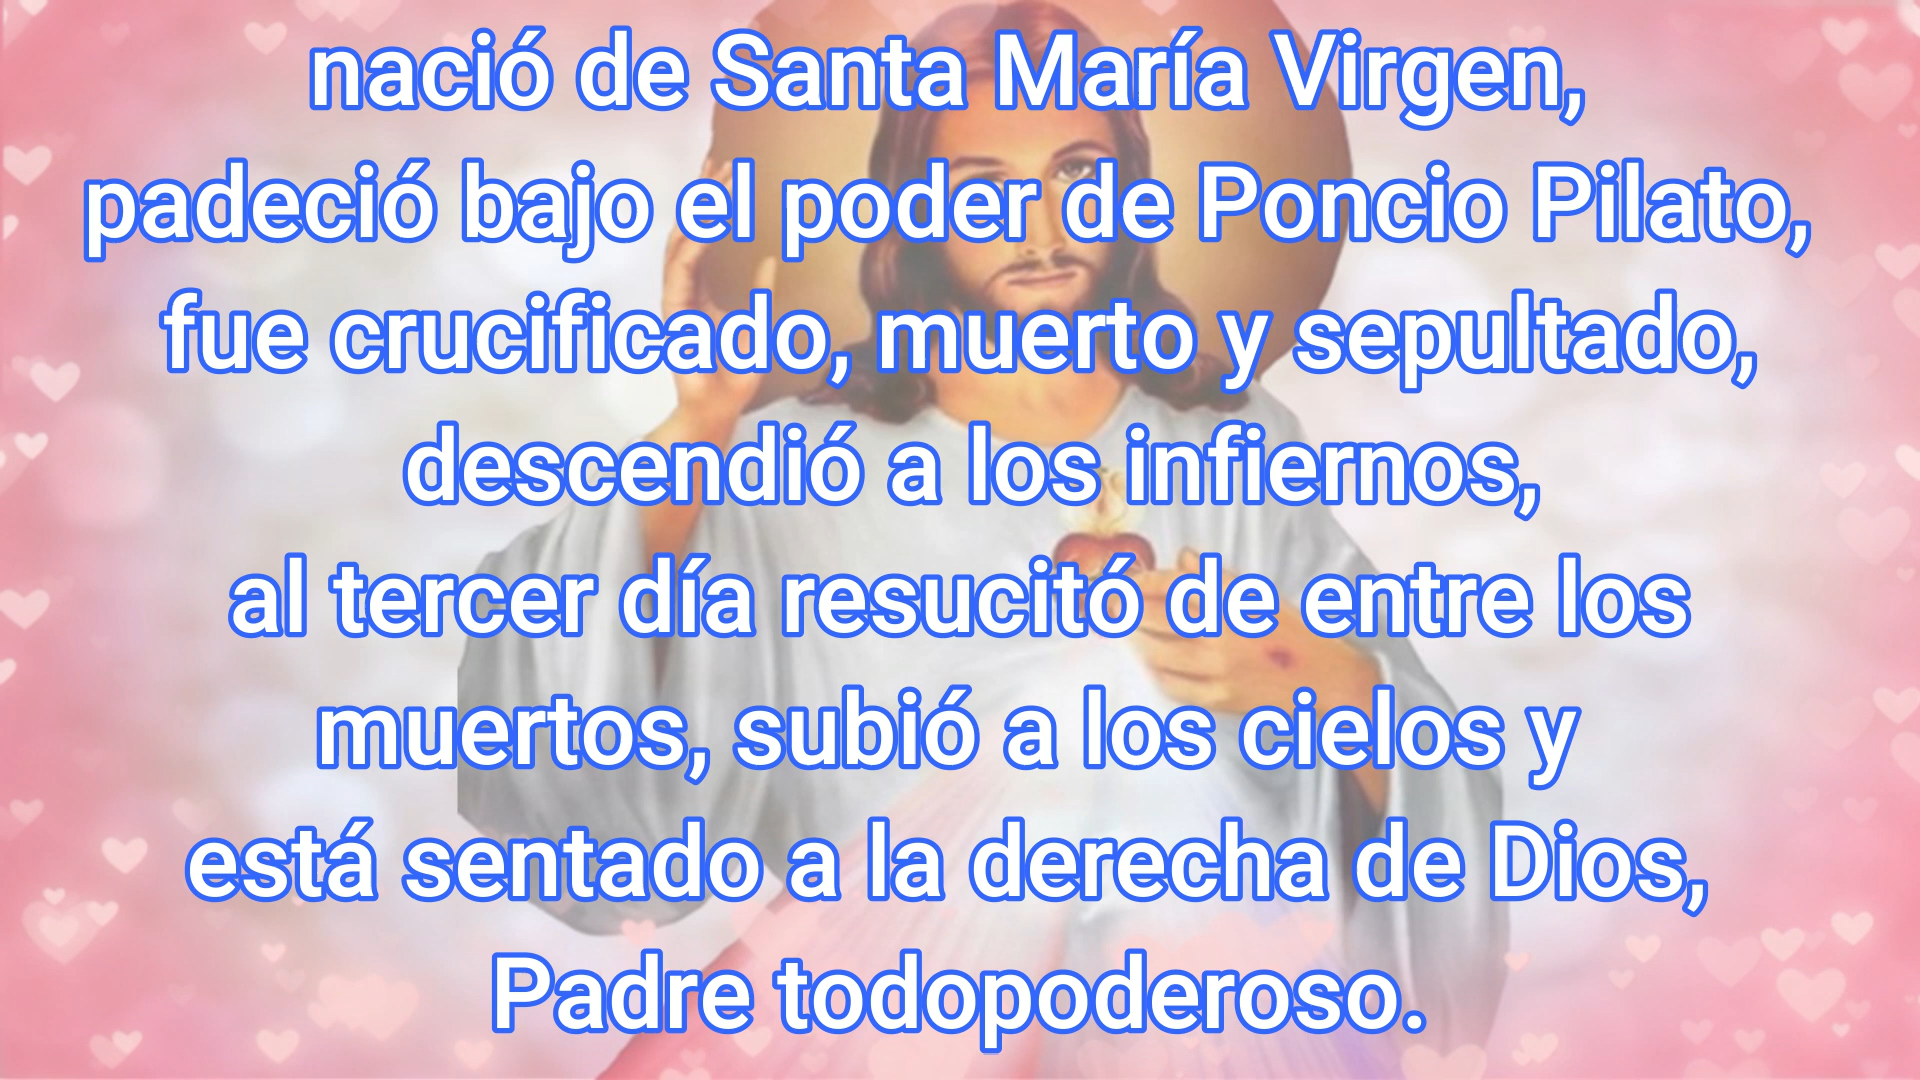 nació de Santa María Virgen,
padeció bajo el poder de Poncio Pilato,
fue crucificado, muerto y sepultado,
descendió a los infiernos,
al tercer día resucitó de entre los
muertos, subió a los cielos y
está sentado a la derecha de Dios,
Padre todopoderoso.